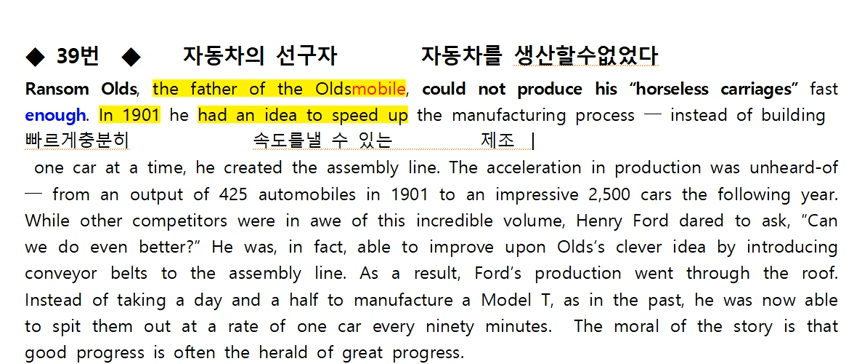 ◆ 39번 ◆ 자동차의 선구자 자동차를 생산할수없었다
Ransom Olds, the father of the Oldsmobile, could not produce his “horseless carriages” fast
enough. In 1901 he had an idea to speed up the manufacturing process — instead of building
빠르게충분히 속도를낼 수 있는 제조
one car at a time, he created the assembly line. The acceleration in production was unheard-of
— from an output of 425 automobiles in 1901 to an impressive 2,500 cars the following year.
While other competitors were in awe of this incredible volume, Henry Ford dared to ask, “Can
we do even better?” He was, in fact, able to improve upon Olds’s clever idea by introducing
conveyor belts to the assembly line. As a result, Ford’s production went through the roof.
Instead of taking a day and a half to manufacture a Model T, as in the past, he was now able
to spit them out at a rate of one car every ninety minutes. The moral of the story is that
good progress is often the herald of great progress.